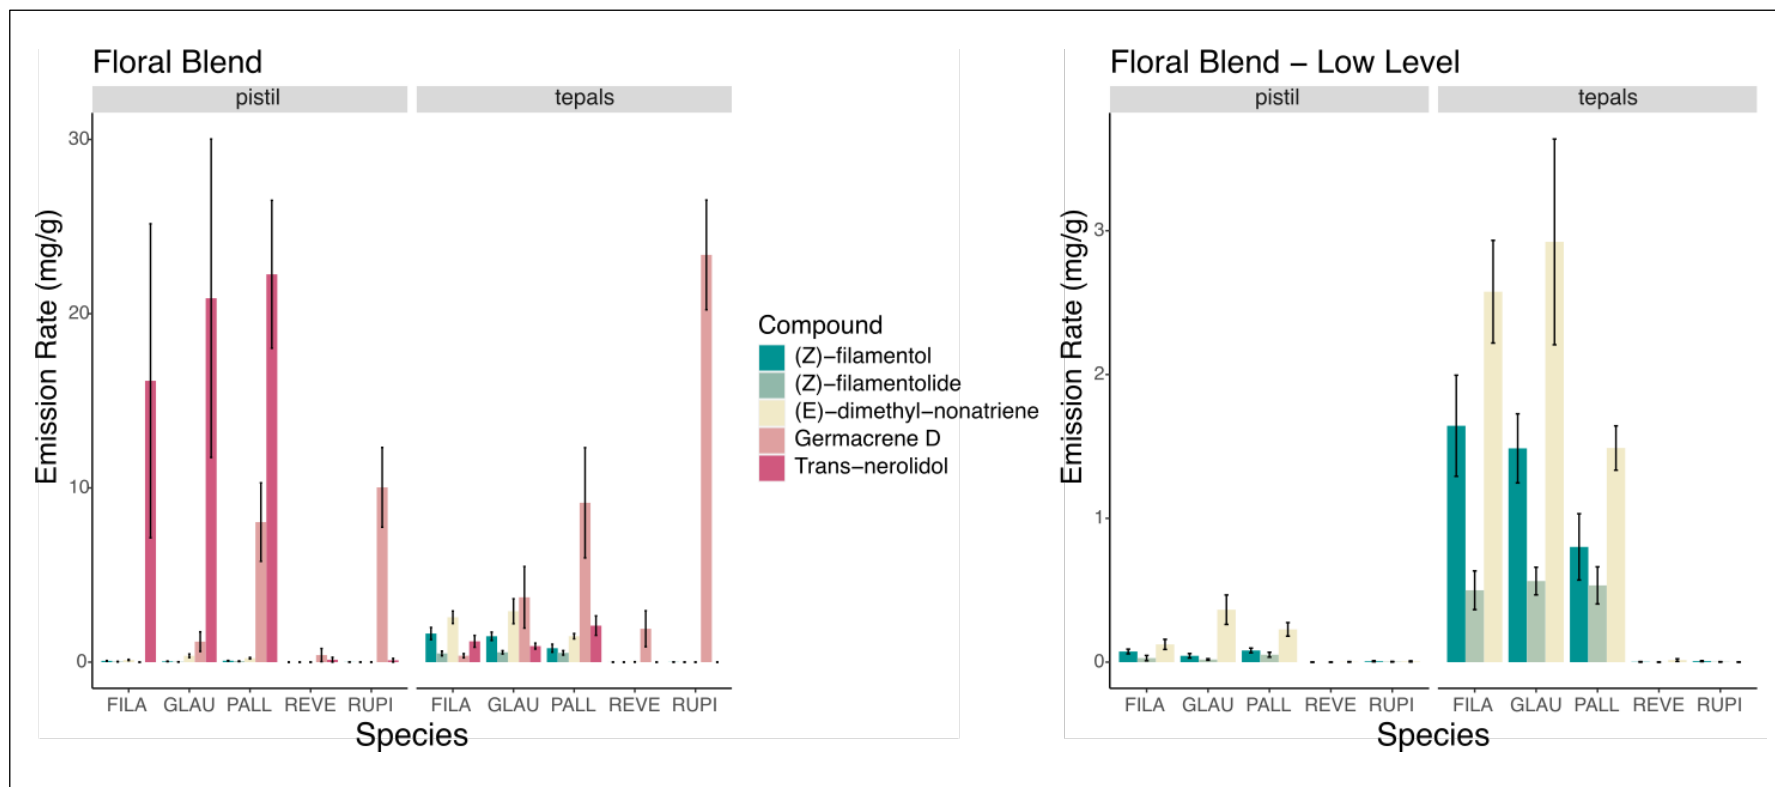 Floral Blend
pistil
tepals
30
20
10
0
Emission Rate (mg/g)
FILA GLAU PALL REVE RUPI
FILA GLAU PALL REVE RUPI
Species
Compound
(Z)−filamentol
(Z)−filamentolide
(E)−dimethyl−nonatriene
Germacrene D
Trans−nerolidol
Floral Blend − Low Level
pistil
tepals
3
2
1
0
Emission Rate (mg/g)
FILA GLAU PALL REVE RUPI
FILA GLAU PALL REVE RUPI
Species